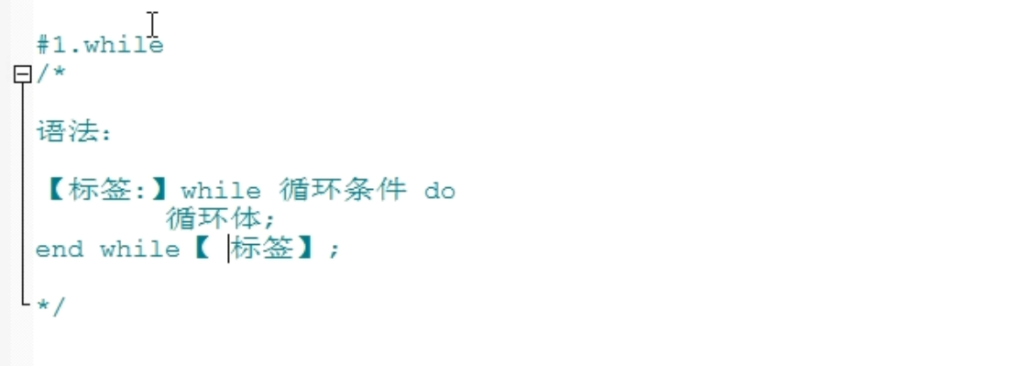 #1.while
/*
语法：
【标签:】while 循环条件 do
循环体;
end while【 标签】;
*/